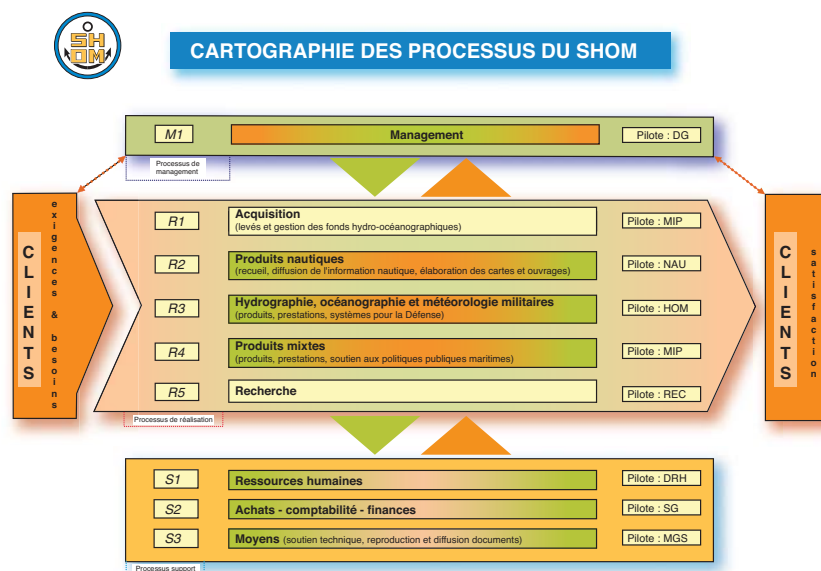 SH
OM
CARTOGRAPHIE DES PROCESSUS DU SHOM
M1 Management Pilote : DG
Processus de
management
CLIENTS
exigences & besoins
R1 Acquisition Pilote : MIP
(levés et gestion des fonds hydro-océanographiques)
R2 Produits nautiques Pilote : NAU
(recueil, diffusion de l'information nautique, élaboration des cartes et ouvrages)
R3 Hydrographie, océanographie et météorologie militaires Pilote : HOM
(produits, prestations, systèmes pour la Défense)
R4 Produits mixtes Pilote : MIP
(produits, prestations, soutien aux politiques publiques maritimes)
R5 Recherche Pilote : REC
Processus de réalisation
CLIENTS
satisfaction
S1 Ressources humaines Pilote : DRH
S2 Achats - comptabilité - finances Pilote : SG
S3 Moyens (soutien technique, reproduction et diffusion documents) Pilote : MGS
Processus support